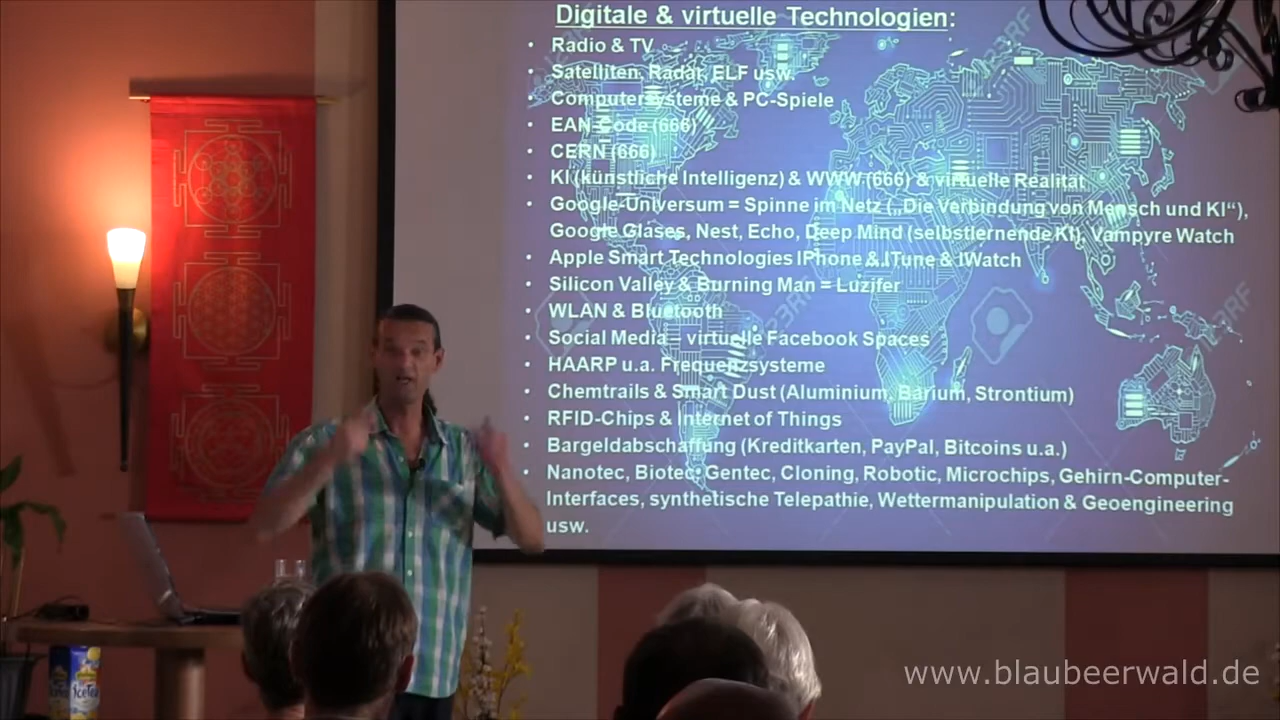 Digitale & virtuelle Technologien:
• Radio & TV
• Satelliten, Radar, ELF usw.
• Computersysteme & PC-Spiele
• EAN-Code (666)
• CERN (666)
• KI (künstliche Intelligenz) & WWW (666) & virtuelle Realität
• Google-Universum = Spinne im Netz („Die Verbindung von Mensch und KI“),
Google Glases, Nest, Echo, Deep Mind (selbstlernende KI), Vampyre Watch
• Apple Smart Technologies IPhone & ITune & IWatch
• Silicon Valley & Burning Man = Luzifer
• WLAN & Bluetooth
• Social Media – virtuelle Facebook Spaces
• HAARP u.a. Frequenzsysteme
• Chemtrails & Smart Dust (Aluminium, Barium, Strontium)
• RFID-Chips & Internet of Things
• Bargeldabschaffung (Kreditkarten, PayPal, Bitcoins u.a.)
• Nanotec, Biotec, Gentec, Cloning, Robotic, Microchips, Gehirn-Computer-
Interfaces, synthetische Telepathie, Wettermanipulation & Geoengineering
usw.
123RF
123RF
123RF
www.blaubeerwald.de